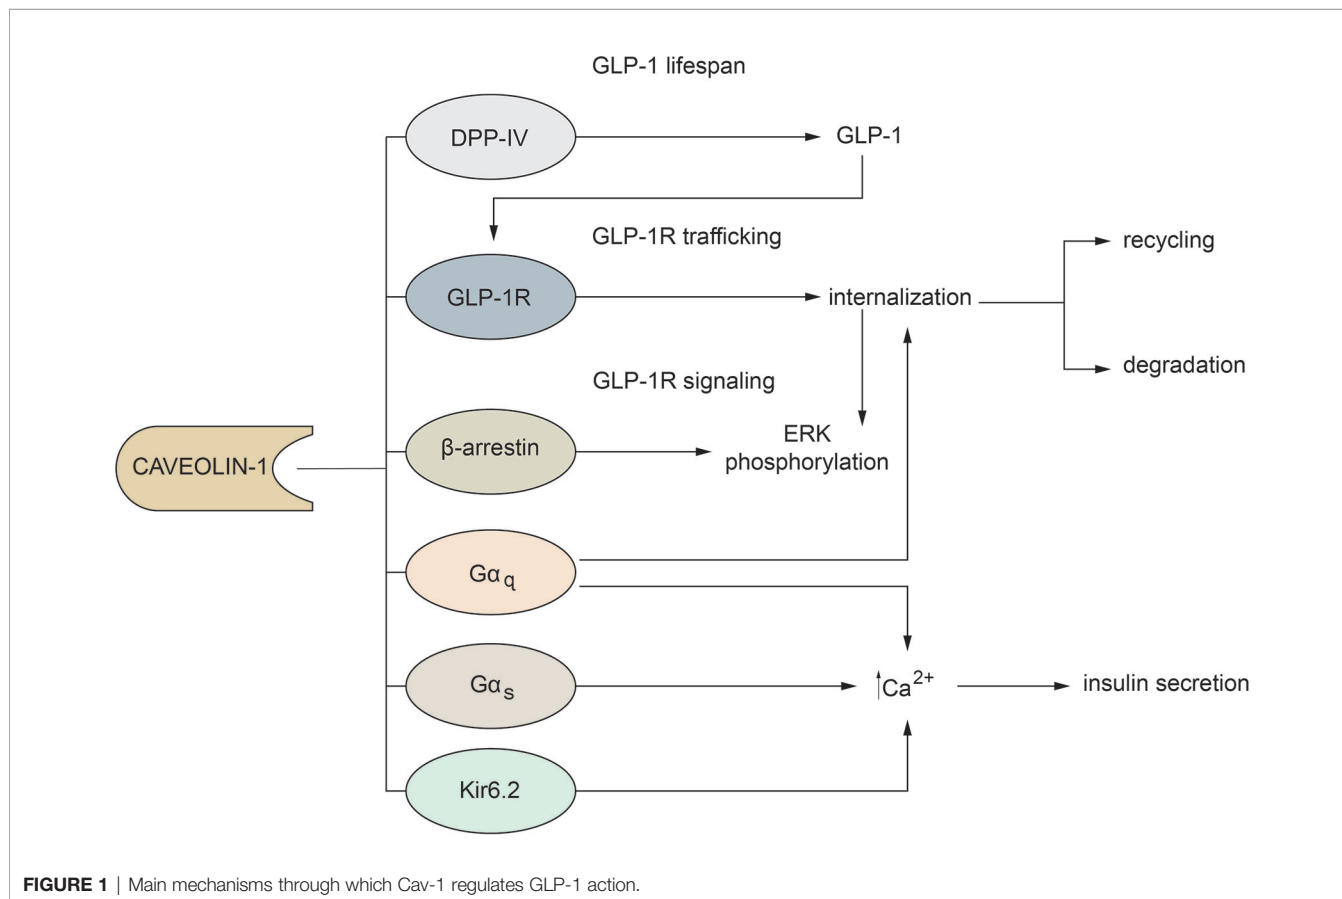 GLP-1 lifespan
DPP-IV
GLP-1
GLP-1R trafficking
recycling
GLP-1R
internalization
degradation
GLP-1R signaling
β-arrestin
ERK
phosphorylation
CAVEOLIN-1
Gαq
Gαs
↑Ca2+
insulin secretion
Kir6.2
FIGURE 1 | Main mechanisms through which Cav-1 regulates GLP-1 action.